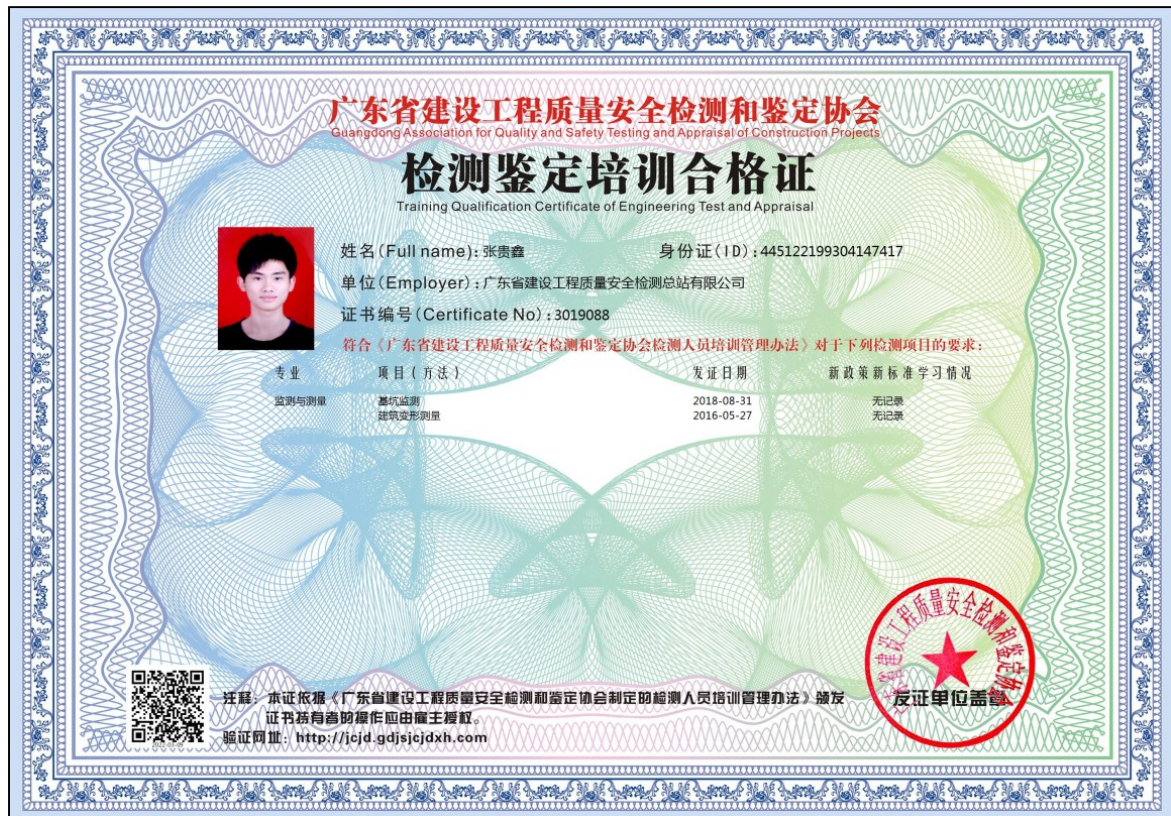 广东省建设工程质量安全检测和鉴定协会
Guangdong Association for Quality and Safety Testing and Appraisal of Construction Projects
检测鉴定培训合格证
Training Qualification Certificate of Engineering Test and Appraisal
姓名(Full name): 张贵鑫 身份证(ID): 445122199304147417
单位(Employer): 广东省建设工程质量安全检测总站有限公司
证书编号(Certificate No): 3019088
符合《广东省建设工程质量安全检测和鉴定协会检测人员培训管理办法》对于下列检测项目的要求:
专业 项目(方法) 发证日期 新政策新标准学习情况
监测与测量 基坑监测 2018-08-31 无记录
建筑变形测量 2016-05-27 无记录
广东省建设工程质量安全检测和鉴定协会
发证单位盖章
注释: 本证依据《广东省建设工程质量安全检测和鉴定协会制定的检测人员培训管理办法》颁发
证书持有者的操作应由雇主授权。
验证网址: http://jcjd.gdjsjcjdxh.com